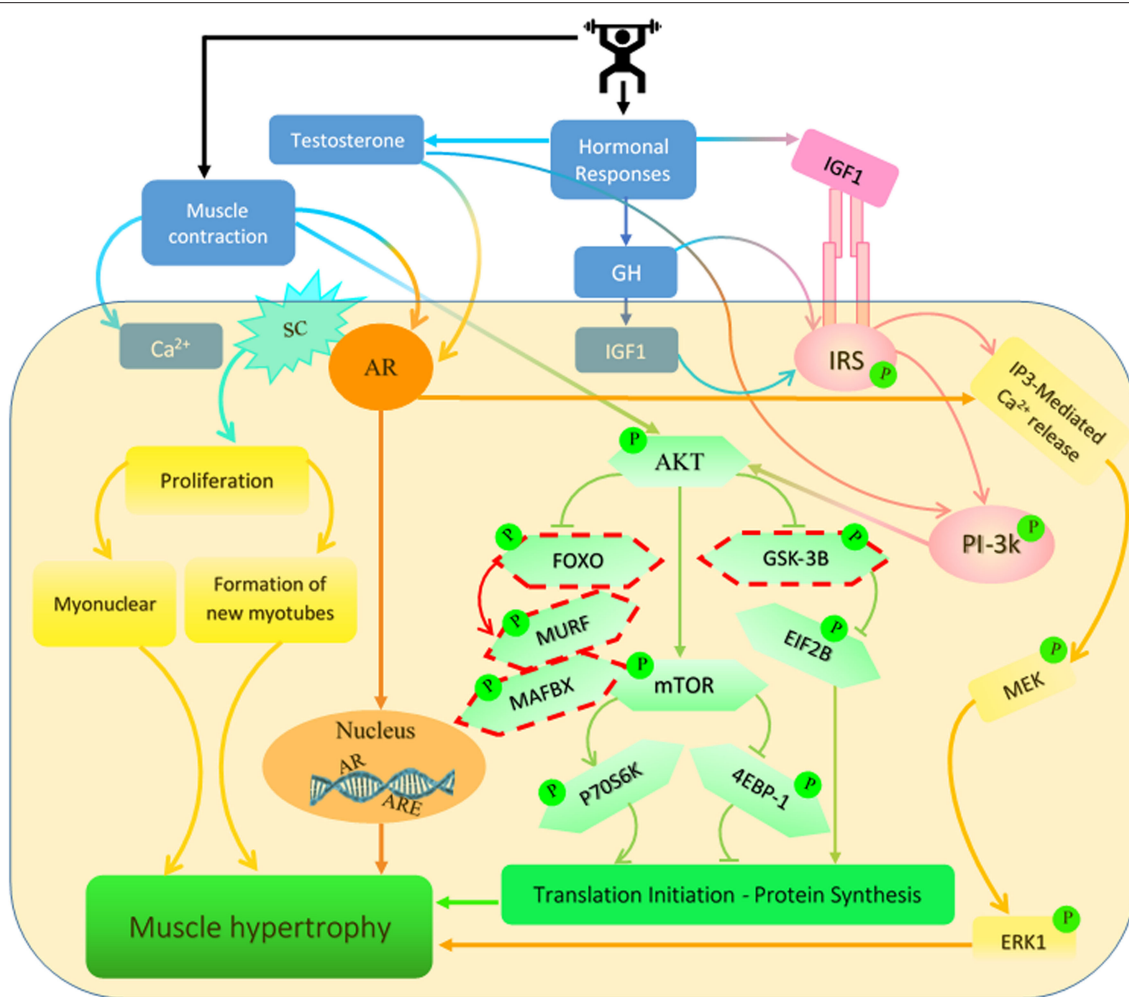 Testosterone
Hormonal
Responses
IGF1
Muscle
contraction
GH
SC
Ca²⁺
AR
IGF1
IRS
P
IP3-Mediated
Ca²⁺ release
P
AKT
Proliferation
P
PI-3k
P
FOXO
P
GSK-3B
Myonuclear
Formation of
new myotubes
P
MURF
P
EIF2B
P
MAFBX
P
mTOR
P
MEK
Nucleus
AR
ARE
P
P70S6K
4EBP-1
P
Translation Initiation - Protein Synthesis
Muscle hypertrophy
P
ERK1